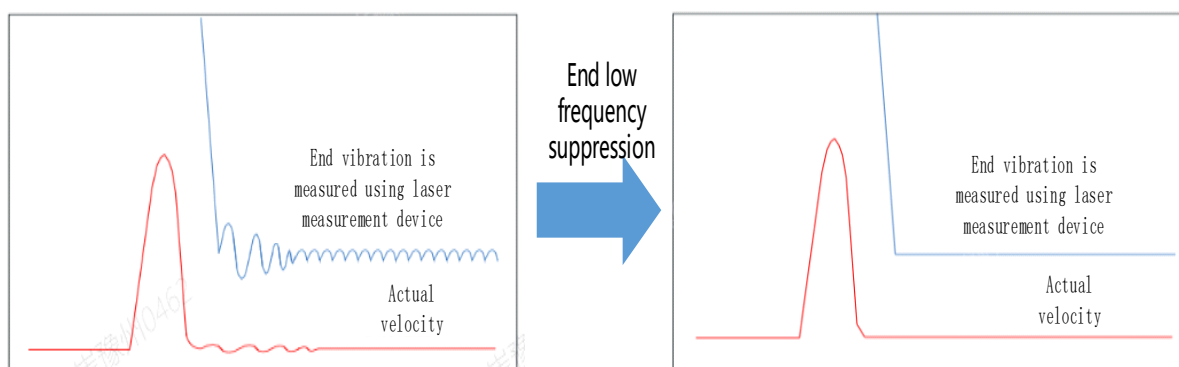 End vibration is
measured using laser
measurement device
Actual
velocity
End low
frequency
suppression
End vibration is
measured using laser
measurement device
Actual
velocity